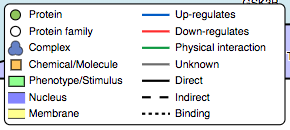 Protein
Up-regulates
Protein family
Down-regulates
Complex
Physical interaction
Chemical/Molecule
Unknown
Phenotype/Stimulus
Direct
Nucleus
Indirect
Membrane
Binding